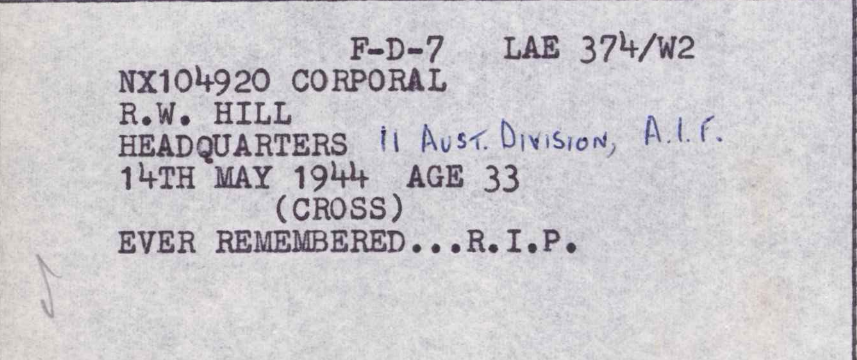 F-D-7 LAE 374/W2
NX104920 CORPORAL
R.W. HILL
HEADQUARTERS 11 AUST. DIVISION, A.I.F.
14TH MAY 1944 AGE 33
(CROSS)
EVER REMEMBERED...R.I.P.